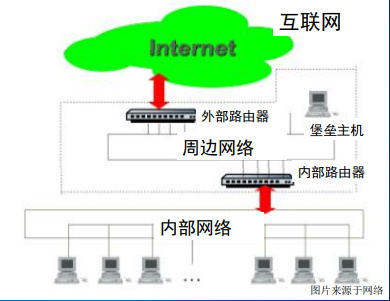 互联网
Internet
外部路由器
堡垒主机
周边网络
内部路由器
内部网络
...
图片来源于网络